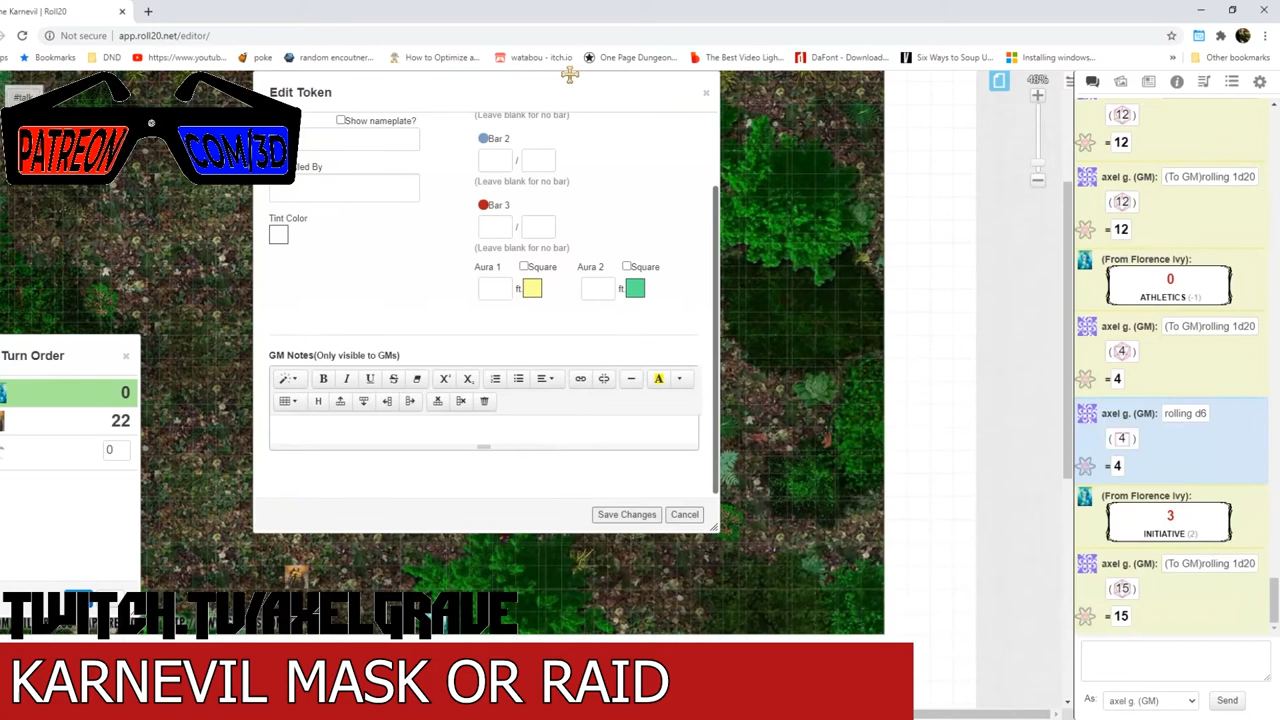 ne Karnevil | Roll20
Not secure | app.roll20.net/editor/
Bookmarks DND https://www.youtub... poke random encoutner... How to Optimize a... watabou - itch.io One Page Dungeon... The Best Video Ligh... DaFont - Download... Six Ways to Soup U... Installing windows... » Other bookmarks
Edit Token
48%
PATREON COM/3D
Show nameplate?
(Leave blank for no bar)
Bar 2
/
(Leave blank for no bar)
Bar 3
/
(Leave blank for no bar)
Tint Color
Aura 1 Square Aura 2 Square
ft. ft.
GM Notes(Only visible to GMs)
Save Changes Cancel
Turn Order
0
22
0
(12)
= 12
axel g. (GM): (To GM)rolling 1d20
(12)
= 12
(From Florence Ivy):
0
ATHLETICS (-1)
axel g. (GM): (To GM)rolling 1d20
(4)
= 4
axel g. (GM): rolling d6
(4)
= 4
(From Florence Ivy):
3
INITIATIVE (2)
axel g. (GM): (To GM)rolling 1d20
(15)
= 15
As: axel g. (GM) Send
TWITCH.TV/AXELGRAVE
KARNEVIL MASK OR RAID